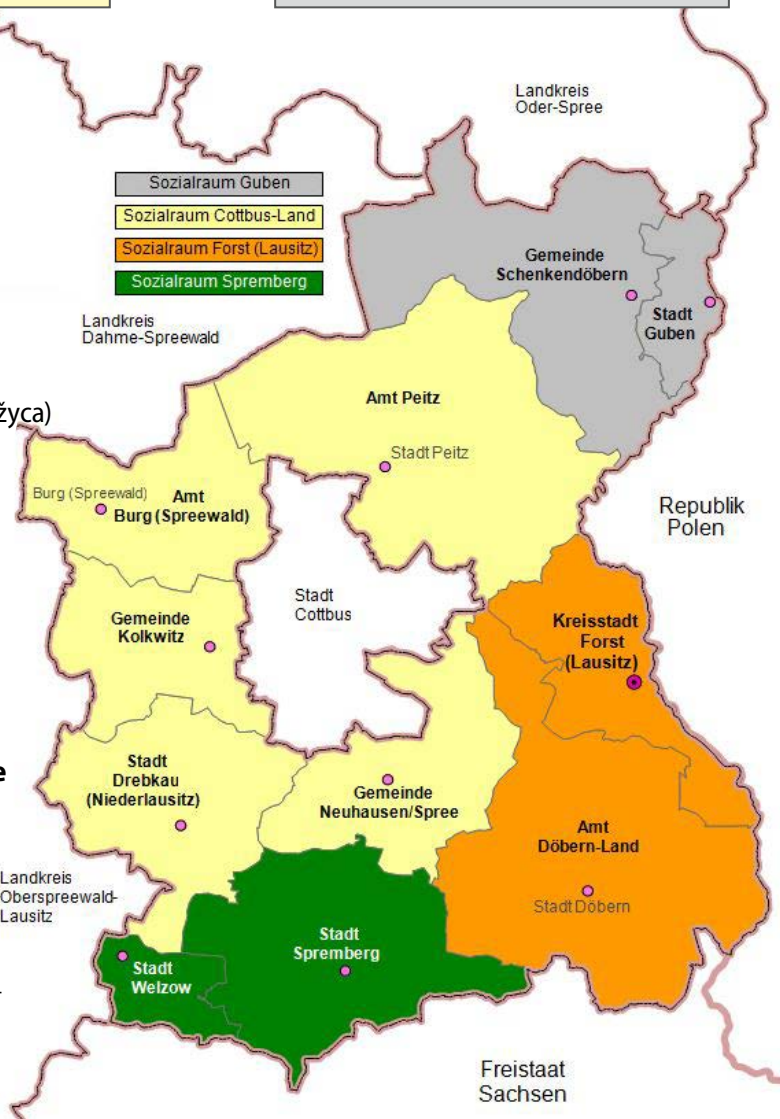 Landkreis
Oder-Spree
Sozialraum Guben
Sozialraum Cottbus-Land
Sozialraum Forst (Lausitz)
Sozialraum Spremberg
Gemeinde
Schenkendöbern
Stadt
Guben
Landkreis
Dahme-Spreewald
Amt Peitz
žyca)
Stadt Peitz
Burg (Spreewald)
Amt
Burg (Spreewald)
Republik
Polen
Stadt
Cottbus
Gemeinde
Kolkwitz
Kreisstadt
Forst
(Lausitz)
Stadt
Drebkau
(Niederlausitz)
e
Gemeinde
Neuhausen/Spree
Amt
Döbern-Land
Stadt Döbern
Landkreis
Oberspreewald-
Lausitz
Stadt
Spremberg
Stadt
Welzow
Freistaat
Sachsen